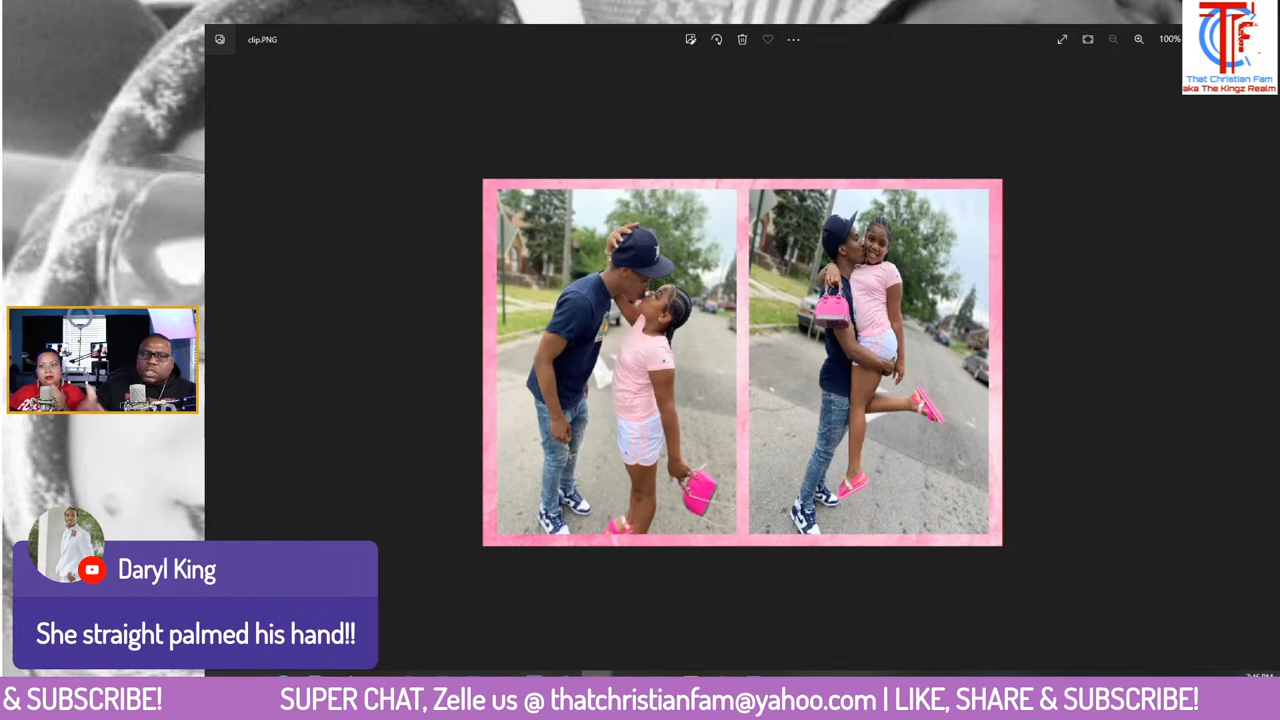 clip.PNG
100%
That Christian Fam
aka The Kingz Realm
Daryl King
She straight palmed his hand!!
& SUBSCRIBE! SUPER CHAT, Zelle us @ thatchristianfam@yahoo.com | LIKE, SHARE & SUBSCRIBE!